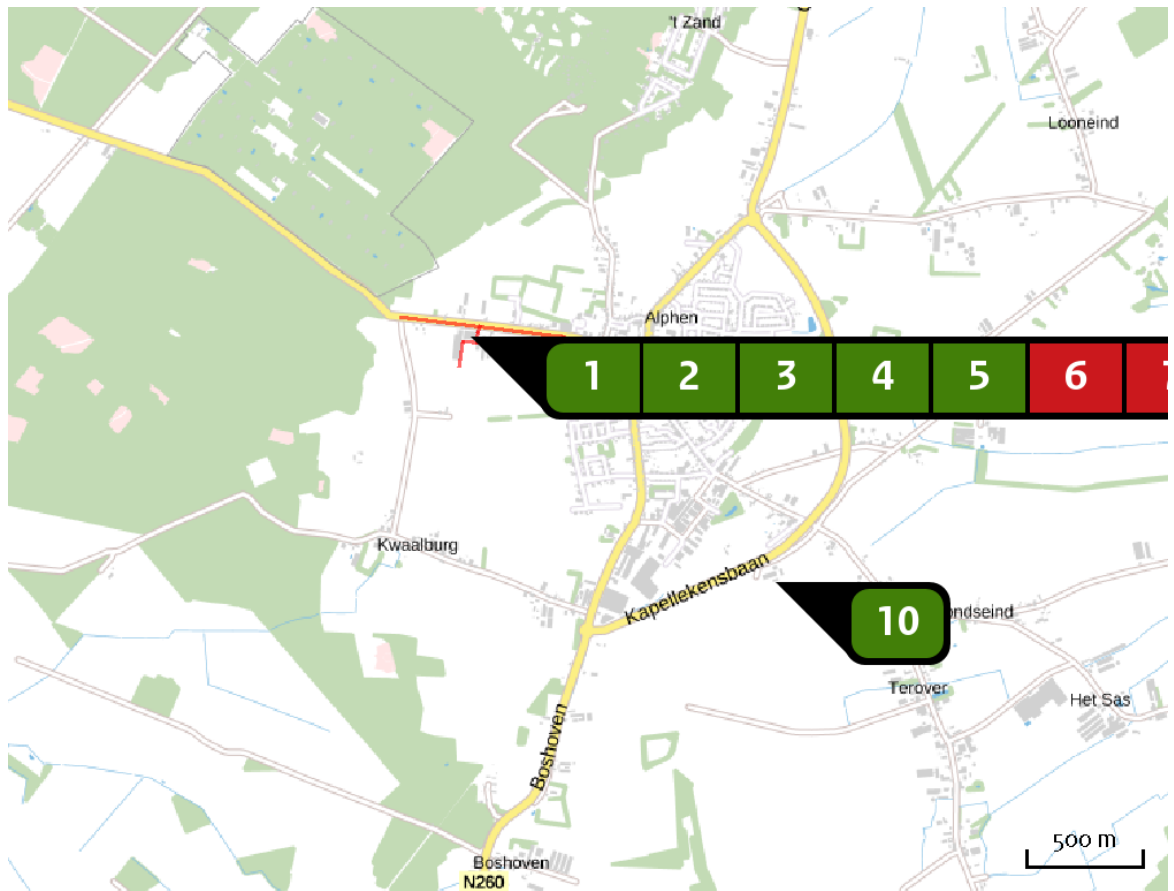 't Zand
Looneind
Alphen
1 2 3 4 5 6
Kwaalburg
Kapellekensbaan
10
ondseind
Terover
Het Sas
Boshoven
500 m
Boshoven
N260